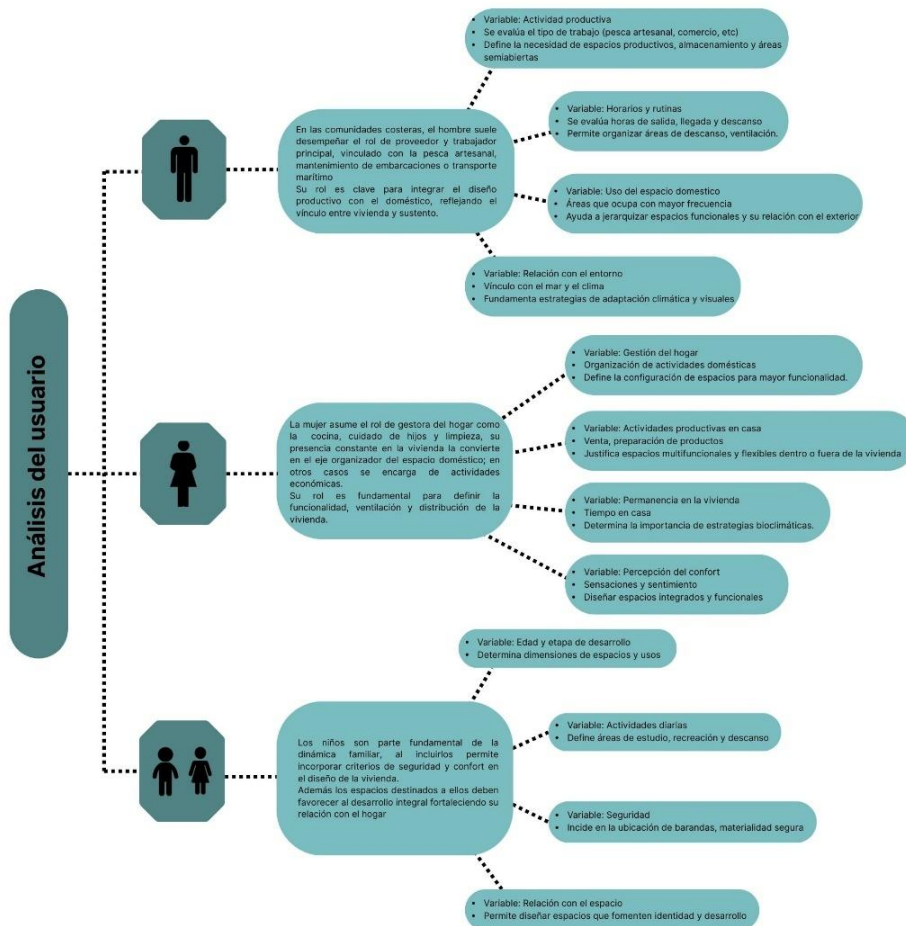 Análisis del usuario
En las comunidades costeras, el hombre suele
desempeñar el rol de proveedor y trabajador
principal, vinculado con la pesca artesanal,
mantenimiento de embarcaciones o transporte
marítimo
Su rol es clave para integrar el diseño
productivo con el doméstico, reflejando el
vínculo entre vivienda y sustento.
• Variable: Actividad productiva
• Se evalúa el tipo de trabajo (pesca artesanal, comercio, etc)
• Define la necesidad de espacios productivos, almacenamiento y áreas
semiabiertas
• Variable: Horarios y rutinas
• Se evalúa horas de salida, llegada y descanso
• Permite organizar áreas de descanso, ventilación.
• Variable: Uso del espacio domestico
• Áreas que ocupa con mayor frecuencia
• Ayuda a jerarquizar espacios funcionales y su relación con el exterior
• Variable: Relación con el entorno
• Vínculo con el mar y el clima
• Fundamenta estrategias de adaptación climática y visuales
La mujer asume el rol de gestora del hogar como
la cocina, cuidado de hijos y limpieza, su
presencia constante en la vivienda la convierte
en el eje organizador del espacio doméstico; en
otros casos se encarga de actividades
económicas.
Su rol es fundamental para definir la
funcionalidad, ventilación y distribución de la
vivienda.
• Variable: Gestión del hogar
• Organización de actividades domésticas
• Define la configuración de espacios para mayor funcionalidad.
• Variable: Actividades productivas en casa
• Venta, preparación de productos
• Justifica espacios multifuncionales y flexibles dentro o fuera de la vivienda
• Variable: Permanencia en la vivienda
• Tiempo en casa
• Determina la importancia de estrategias bioclimáticas.
• Variable: Percepción del confort
• Sensaciones y sentimiento
• Diseñar espacios integrados y funcionales
Los niños son parte fundamental de la
dinámica familiar, al incluirlos permite
incorporar criterios de seguridad y confort en
el diseño de la vivienda.
Además los espacios destinados a ellos deben
favorecer al desarrollo integral fortaleciendo su
relación con el hogar
• Variable: Edad y etapa de desarrollo
• Determina dimensiones de espacios y usos
• Variable: Actividades diarias
• Define áreas de estudio, recreación y descanso
• Variable: Seguridad
• Incide en la ubicación de barandas, materialidad segura
• Variable: Relación con el espacio
• Permite diseñar espacios que fomenten identidad y desarrollo